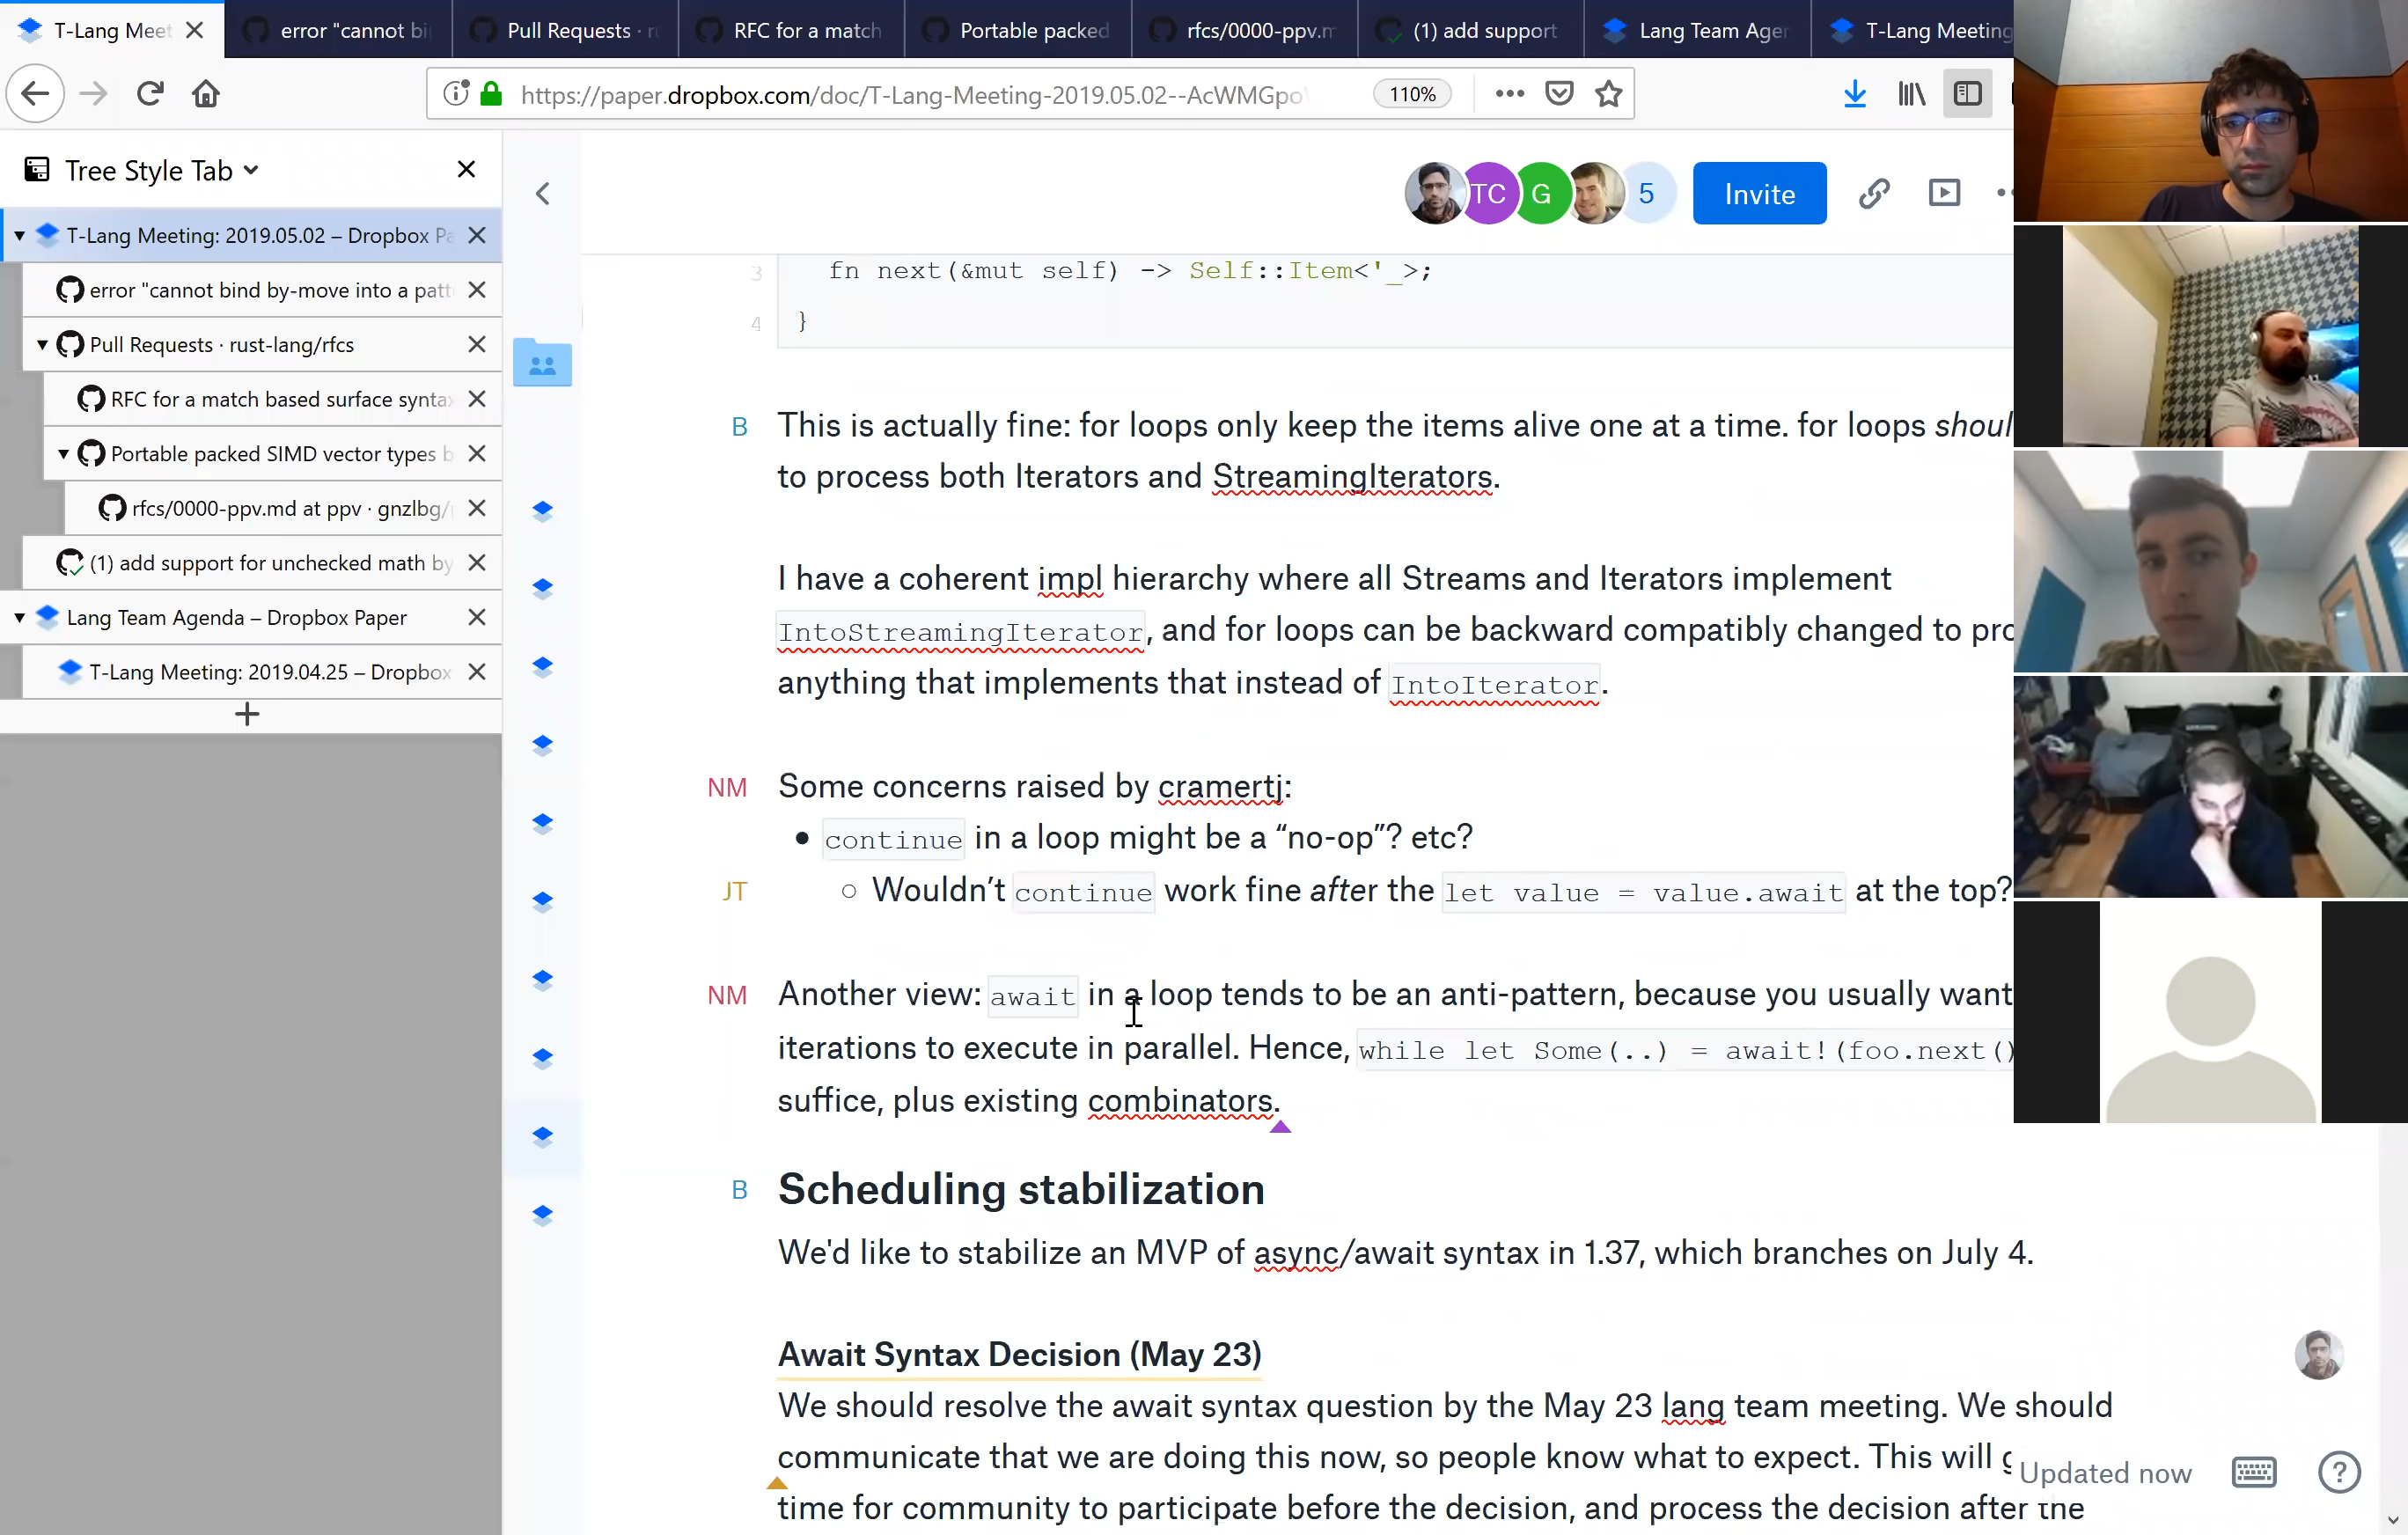 T-Lang Meet
error "cannot bi
Pull Requests · r
RFC for a match
Portable packed
rfcs/0000-ppv.m
(1) add support
Lang Team Agen
T-Lang Meeting
https://paper.dropbox.com/doc/T-Lang-Meeting-2019.05.02--AcWMGpo
110%
Tree Style Tab
T-Lang Meeting: 2019.05.02 – Dropbox Pa
error "cannot bind by-move into a patt
Pull Requests · rust-lang/rfcs
RFC for a match based surface syntax
Portable packed SIMD vector types b
rfcs/0000-ppv.md at ppv · gnzlbg/
(1) add support for unchecked math by
Lang Team Agenda – Dropbox Paper
T-Lang Meeting: 2019.04.25 – Dropbox
TC G 5 Invite
3 fn next(&mut self) -> Self::Item<'_>;
4 }
B This is actually fine: for loops only keep the items alive one at a time. for loops shoul
to process both Iterators and StreamingIterators.
I have a coherent impl hierarchy where all Streams and Iterators implement
IntoStreamingIterator, and for loops can be backward compatibly changed to pro
anything that implements that instead of IntoIterator.
NM Some concerns raised by cramertj:
• continue in a loop might be a “no-op”? etc?
JT ○ Wouldn’t continue work fine after the let value = value.await at the top?
NM Another view: await in a loop tends to be an anti-pattern, because you usually want
iterations to execute in parallel. Hence, while let Some(..) = await!(foo.next()
suffice, plus existing combinators.
B Scheduling stabilization
We'd like to stabilize an MVP of async/await syntax in 1.37, which branches on July 4.
Await Syntax Decision (May 23)
We should resolve the await syntax question by the May 23 lang team meeting. We should
communicate that we are doing this now, so people know what to expect. This will g
time for community to participate before the decision, and process the decision after the
Updated now